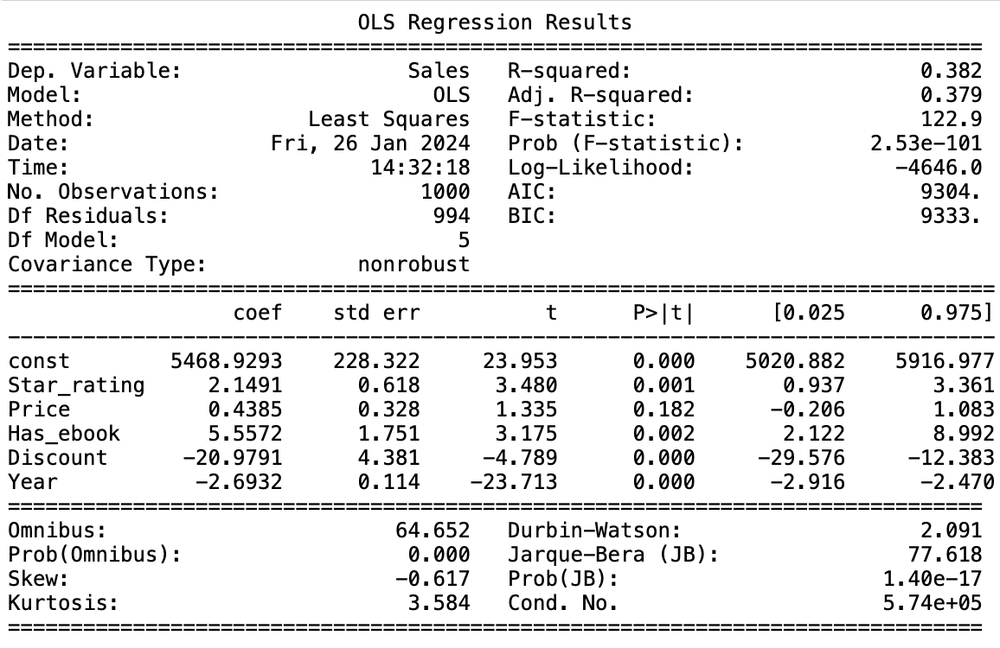 OLS Regression Results
==============================================================================
Dep. Variable:                  Sales   R-squared:                       0.382
Model:                            OLS   Adj. R-squared:                  0.379
Method:                 Least Squares   F-statistic:                     122.9
Date:                Fri, 26 Jan 2024   Prob (F-statistic):          2.53e-101
Time:                        14:32:18   Log-Likelihood:                -4646.0
No. Observations:                1000   AIC:                             9304.
Df Residuals:                     994   BIC:                             9333.
Df Model:                           5
Covariance Type:            nonrobust
===============================================================================
                  coef    std err          t      P>|t|      [0.025      0.975]
-------------------------------------------------------------------------------
const        5468.9293    228.322     23.953      0.000    5020.882    5916.977
Star_rating     2.1491      0.618      3.480      0.001       0.937       3.361
Price           0.4385      0.328      1.335      0.182      -0.206       1.083
Has_ebook       5.5572      1.751      3.175      0.002       2.122       8.992
Discount      -20.9791      4.381     -4.789      0.000     -29.576     -12.383
Year           -2.6932      0.114    -23.713      0.000      -2.916      -2.470
==============================================================================
Omnibus:                       64.652   Durbin-Watson:                   2.091
Prob(Omnibus):                  0.000   Jarque-Bera (JB):               77.618
Skew:                          -0.617   Prob(JB):                     1.40e-17
Kurtosis:                       3.584   Cond. No.                     5.74e+05
==============================================================================